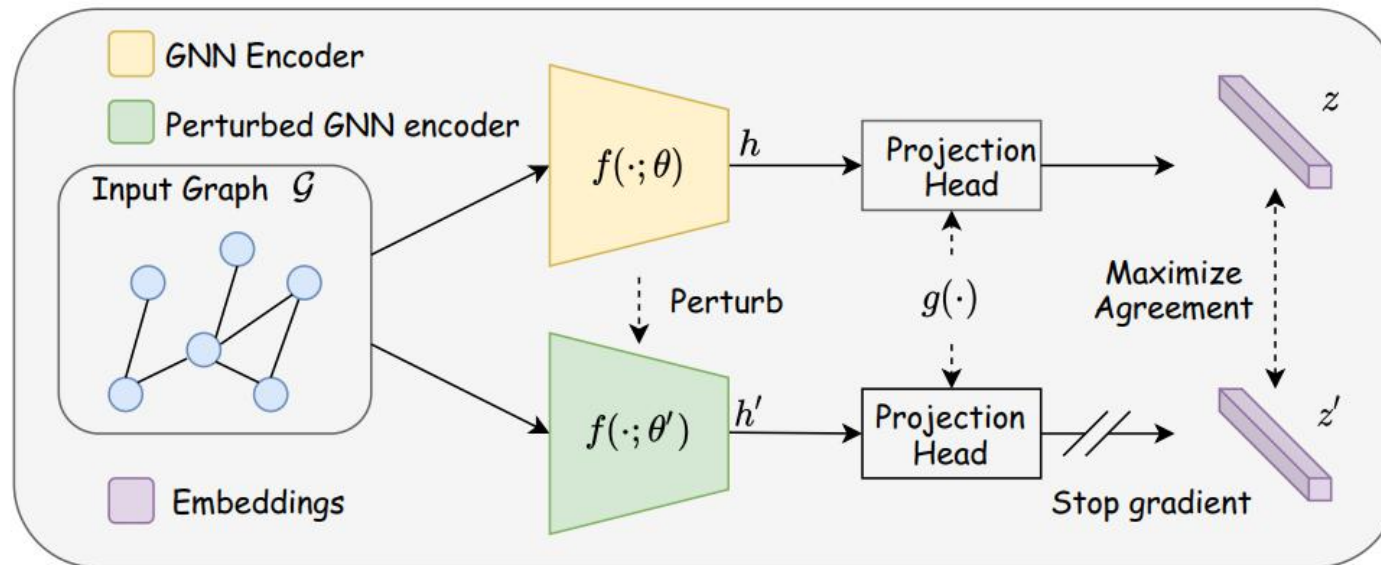 GNN Encoder
Perturbed GNN encoder
Input Graph 𝒢
f(·; θ)
h
Projection
Head
z
Perturb
g(·)
Maximize
Agreement
f(·; θ′)
h′
Projection
Head
z′
Stop gradient
Embeddings